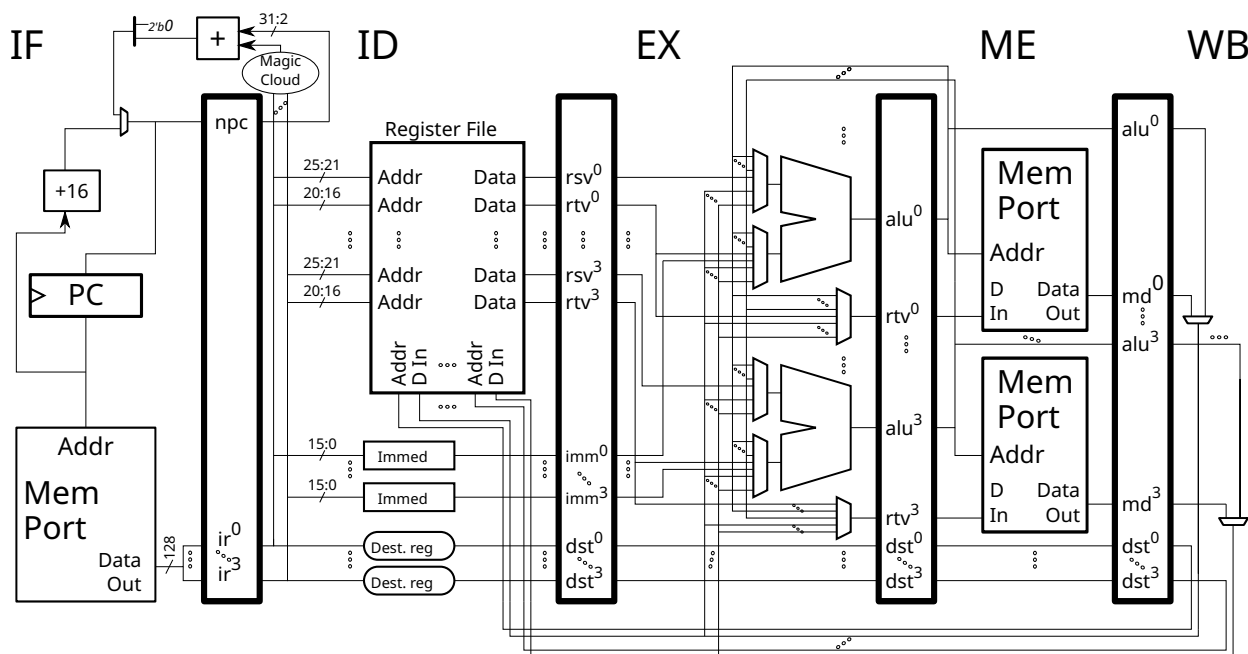 IF
ID
EX
ME
WB
2'b0
31:2
+
Magic
Cloud
npc
+16
PC
Addr
Mem
Port
Data
Out
128
ir0
ir3
Register File
25:21
Addr
Data
20:16
Addr
Data
25:21
Addr
Data
20:16
Addr
Data
Addr
D In
Addr
D In
15:0
Immed
15:0
Immed
Dest. reg
Dest. reg
rsv0
rtv0
rsv3
rtv3
imm0
imm3
dst0
dst3
alu0
rtv0
alu3
rtv3
dst0
dst3
Mem
Port
Addr
D
In
Data
Out
Mem
Port
Addr
D
In
Data
Out
alu0
md0
alu3
md3
dst0
dst3